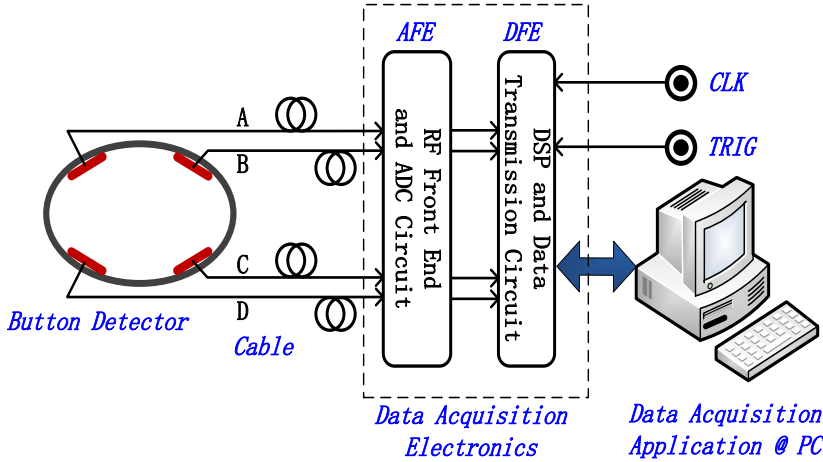 AFE
DFE
A
B
C
D
RF Front End
and ADC Circuit
DSP and Data
Transmission Circuit
CLK
TRIG
Button Detector
Cable
Data Acquisition
Electronics
Data Acquisition
Application @ PC